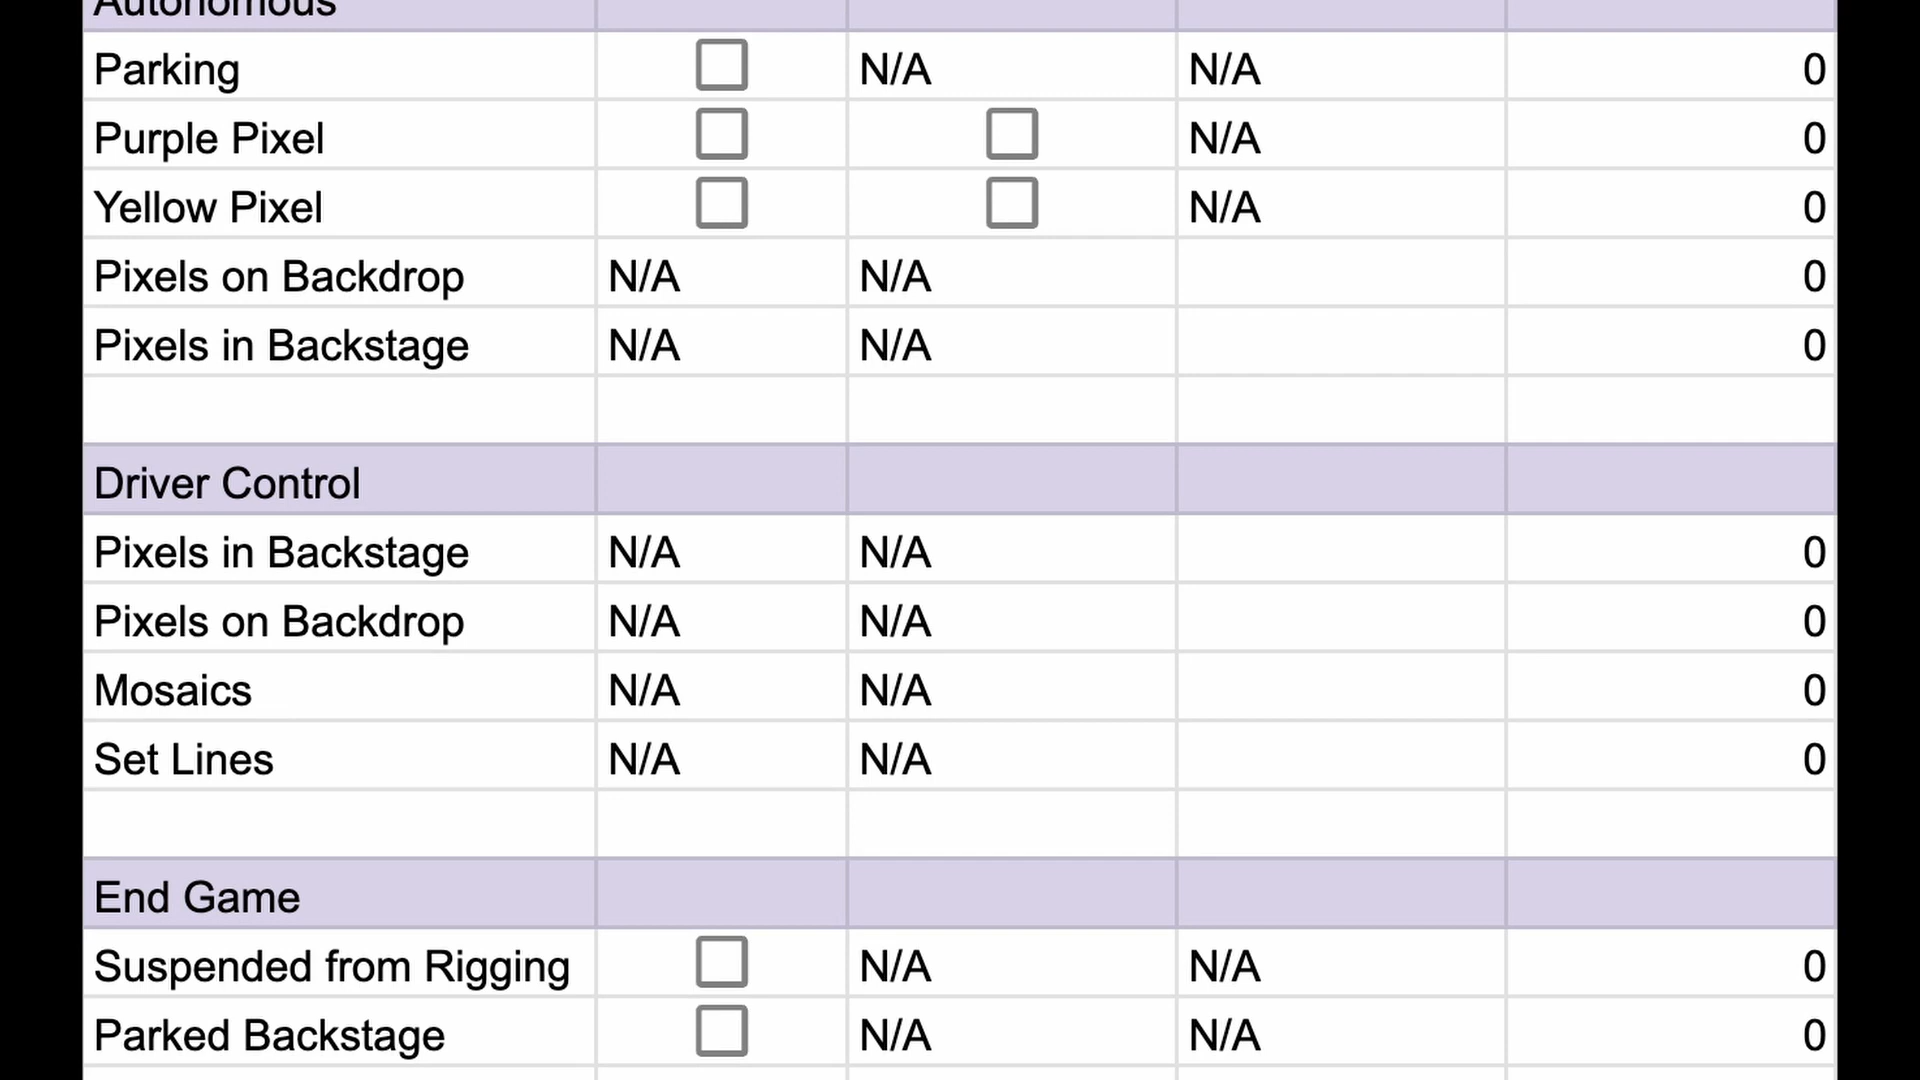 Autonomous
Parking N/A N/A 0
Purple Pixel N/A 0
Yellow Pixel N/A 0
Pixels on Backdrop N/A N/A 0
Pixels in Backstage N/A N/A 0
Driver Control
Pixels in Backstage N/A N/A 0
Pixels on Backdrop N/A N/A 0
Mosaics N/A N/A 0
Set Lines N/A N/A 0
End Game
Suspended from Rigging N/A N/A 0
Parked Backstage N/A N/A 0